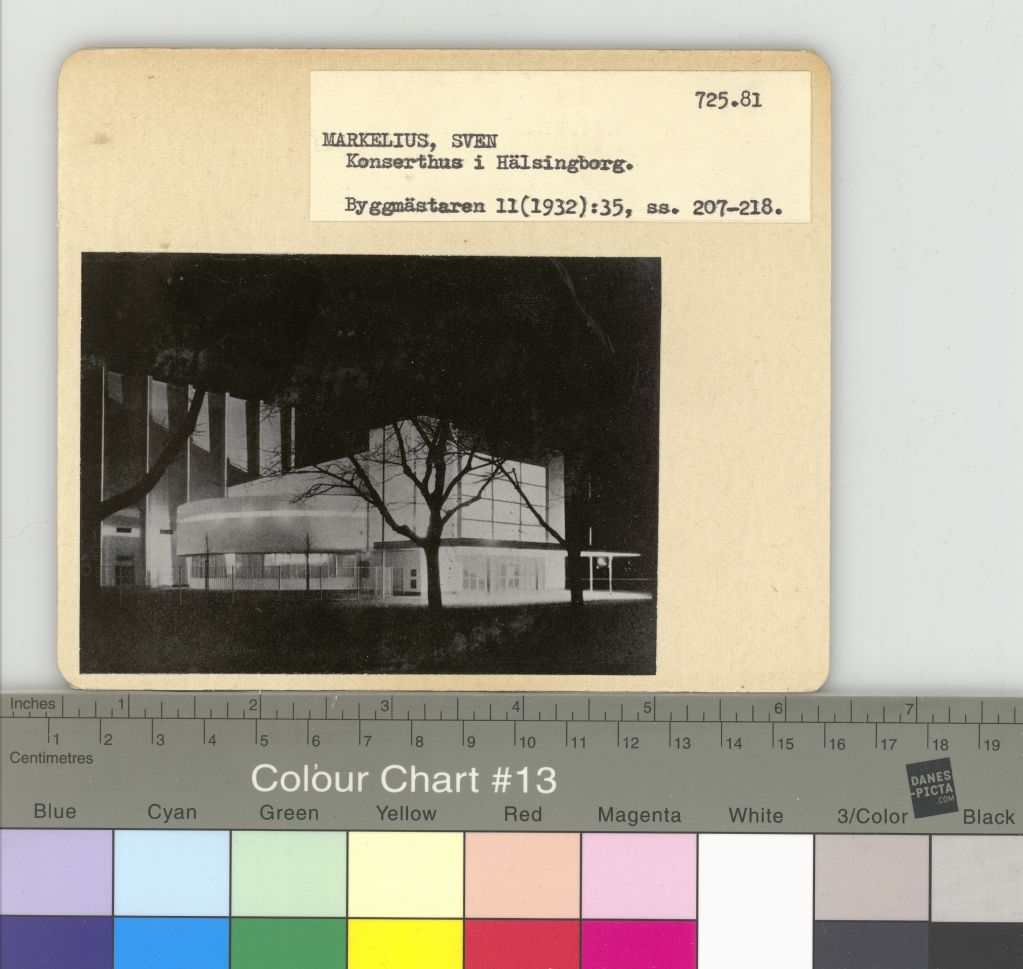 725.81
MARKELIUS, SVEN
Konserthus i Hälsingborg.
Byggmästaren 11(1932):35, ss. 207-218.
Inches 1 2 3 4 5 6 7
1 2 3 4 5 6 7 8 9 10 11 12 13 14 15 16 17 18 19
Centimetres
Colour Chart #13
DANES
-PICTA
.COM
Blue Cyan Green Yellow Red Magenta White 3/Color Black